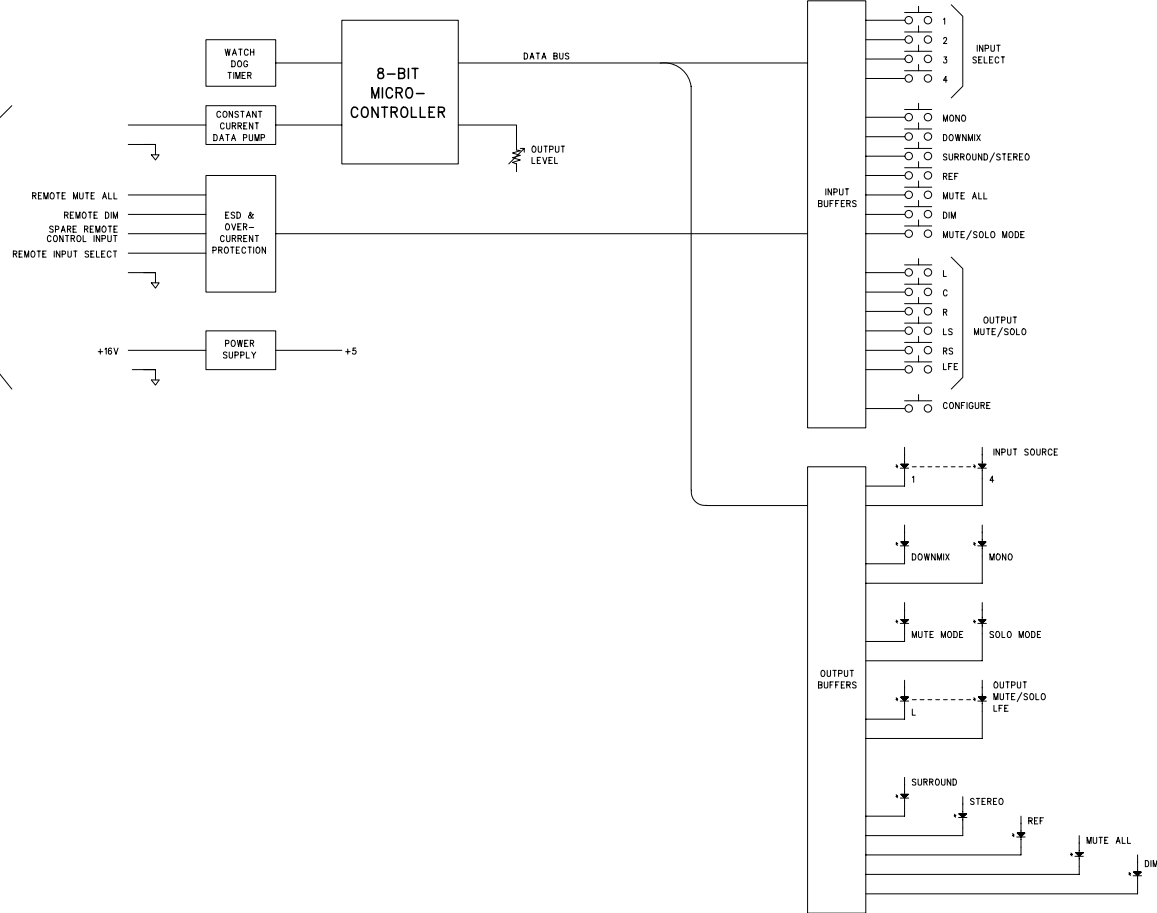 WATCH
DOG
TIMER
8-BIT
MICRO-
CONTROLLER
DATA BUS
CONSTANT
CURRENT
DATA PUMP
OUTPUT
LEVEL
REMOTE MUTE ALL
REMOTE DIM
SPARE REMOTE
CONTROL INPUT
REMOTE INPUT SELECT
ESD &
OVER-
CURRENT
PROTECTION
+16V
POWER
SUPPLY
+5
INPUT
BUFFERS
1
2
3
4
INPUT
SELECT
MONO
DOWNMIX
SURROUND/STEREO
REF
MUTE ALL
DIM
MUTE/SOLO MODE
L
C
R
LS
RS
LFE
OUTPUT
MUTE/SOLO
CONFIGURE
OUTPUT
BUFFERS
INPUT SOURCE
1
4
DOWNMIX
MONO
MUTE MODE
SOLO MODE
L
OUTPUT
MUTE/SOLO
LFE
SURROUND
STEREO
REF
MUTE ALL
DIM